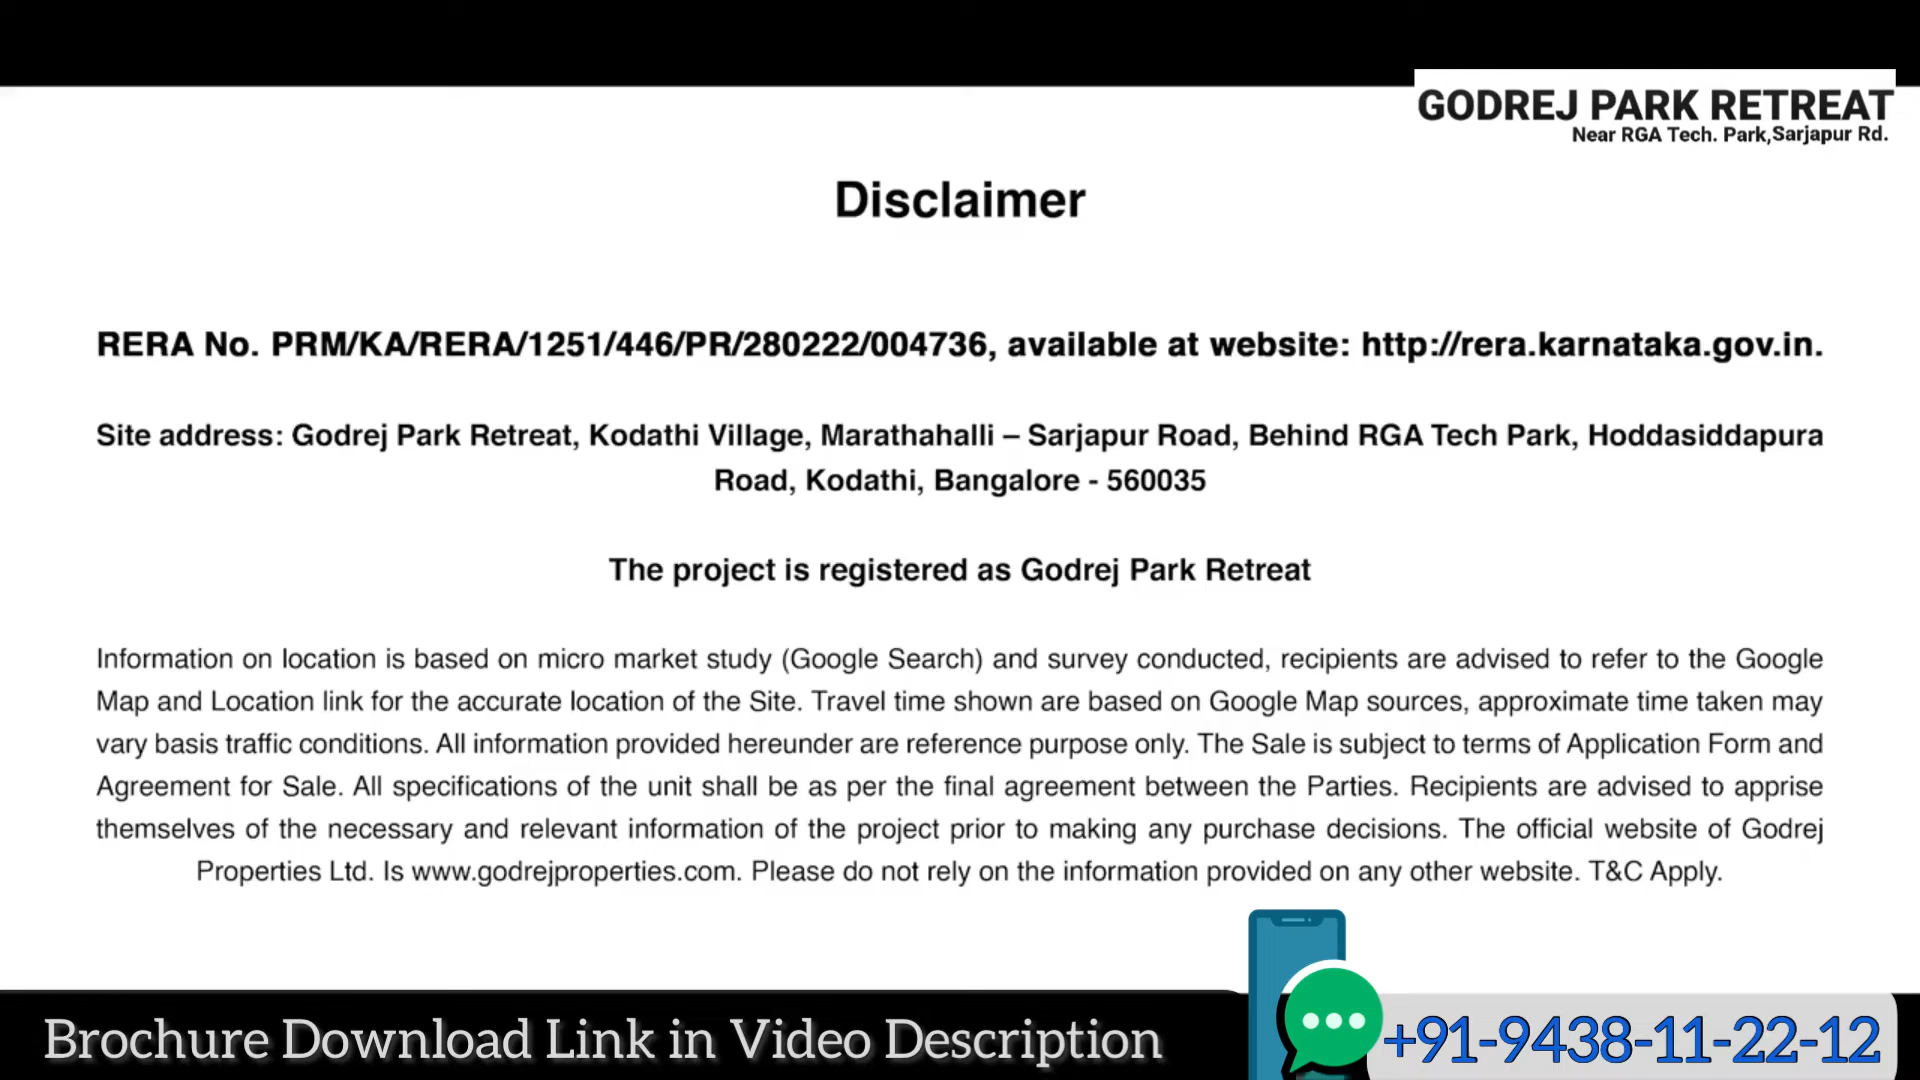 GODREJ PARK RETREAT
Near RGA Tech. Park,Sarjapur Rd.
Disclaimer
RERA No. PRM/KA/RERA/1251/446/PR/280222/004736, available at website: http://rera.karnataka.gov.in.
Site address: Godrej Park Retreat, Kodathi Village, Marathahalli – Sarjapur Road, Behind RGA Tech Park, Hoddasiddapura
Road, Kodathi, Bangalore - 560035
The project is registered as Godrej Park Retreat
Information on location is based on micro market study (Google Search) and survey conducted, recipients are advised to refer to the Google
Map and Location link for the accurate location of the Site. Travel time shown are based on Google Map sources, approximate time taken may
vary basis traffic conditions. All information provided hereunder are reference purpose only. The Sale is subject to terms of Application Form and
Agreement for Sale. All specifications of the unit shall be as per the final agreement between the Parties. Recipients are advised to apprise
themselves of the necessary and relevant information of the project prior to making any purchase decisions. The official website of Godrej
Properties Ltd. Is www.godrejproperties.com. Please do not rely on the information provided on any other website. T&C Apply.
Brochure Download Link in Video Description
+91-9438-11-22-12